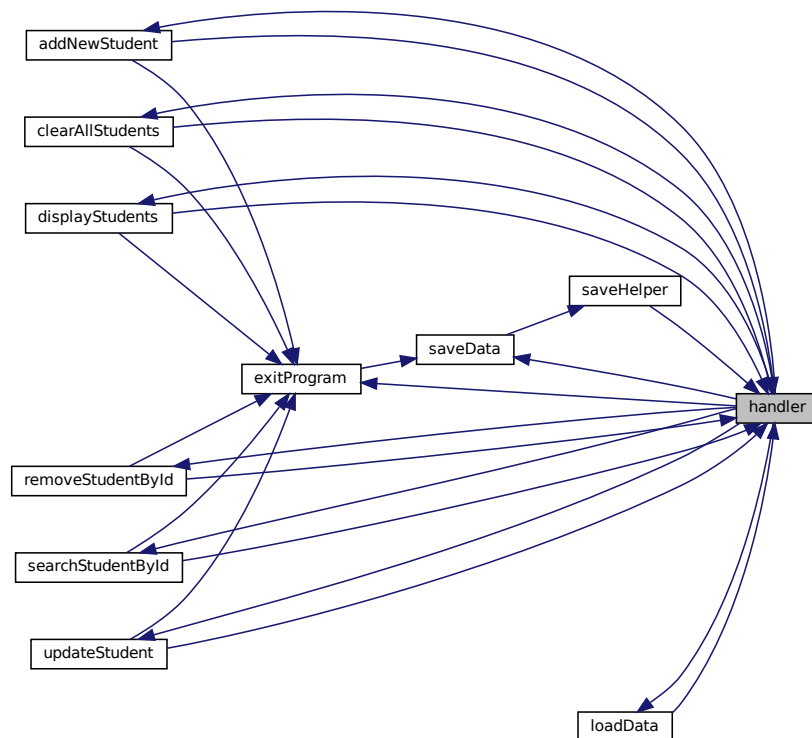 addNewStudent
clearAllStudents
displayStudents
saveHelper
saveData
exitProgram
handler
removeStudentById
searchStudentById
updateStudent
loadData